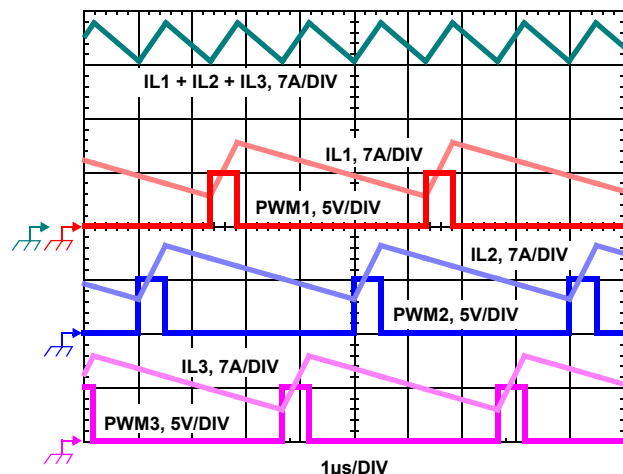 IL1 + IL2 + IL3, 7A/DIV
IL1, 7A/DIV
PWM1, 5V/DIV
IL2, 7A/DIV
PWM2, 5V/DIV
IL3, 7A/DIV
PWM3, 5V/DIV
1µs/DIV